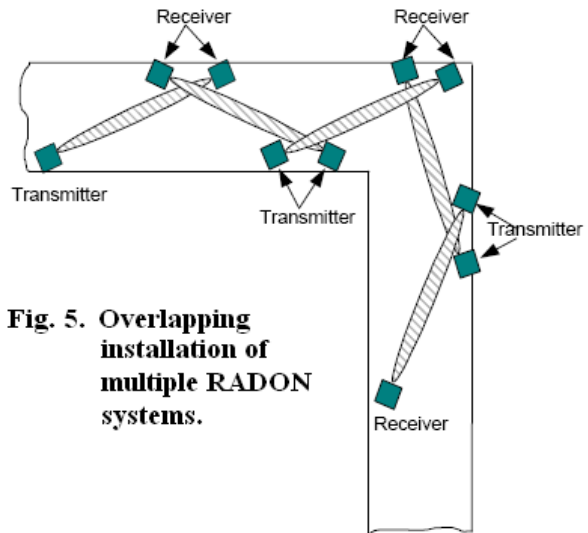 Receiver
Receiver
Transmitter
Transmitter
Transmitter
Fig. 5. Overlapping
installation of
multiple RADON
systems.
Receiver